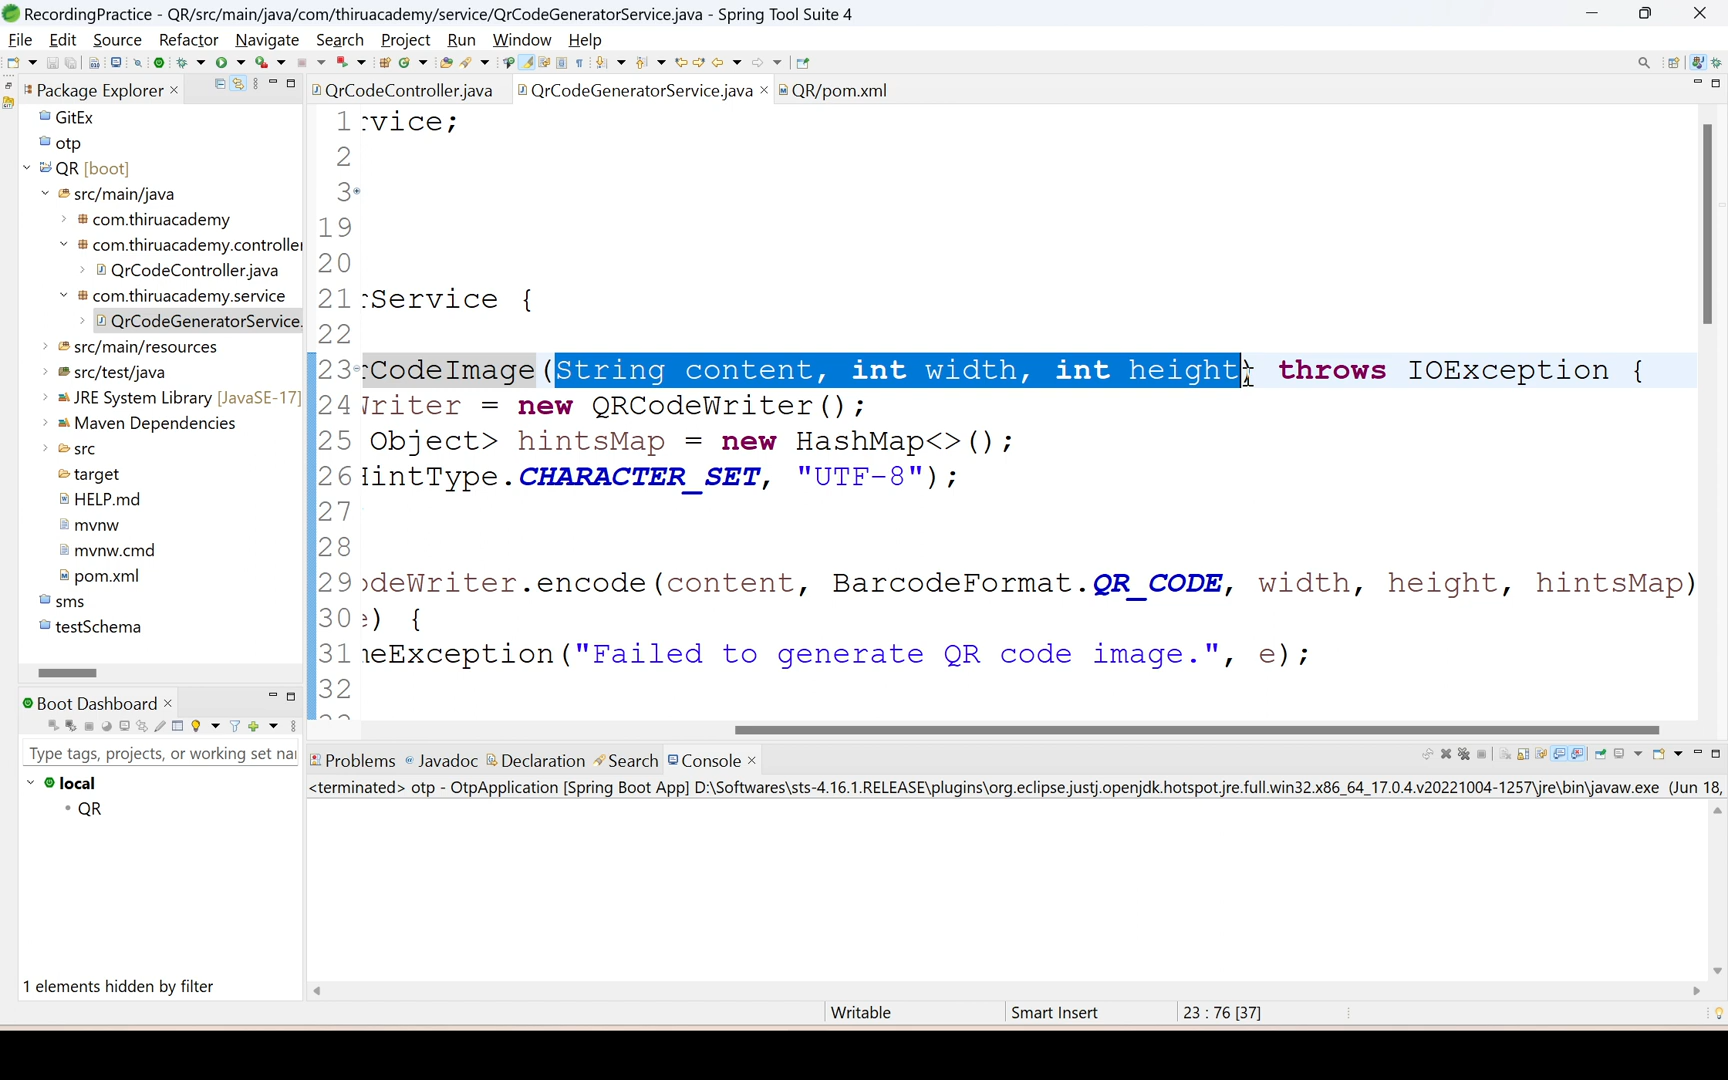 RecordingPractice - QR/src/main/java/com/thiruacademy/service/QrCodeGeneratorService.java - Spring Tool Suite 4
File Edit Source Refactor Navigate Search Project Run Window Help
Package Explorer
GitEx
otp
QR [boot]
src/main/java
com.thiruacademy
com.thiruacademy.controller
QrCodeController.java
com.thiruacademy.service
QrCodeGeneratorService.
src/main/resources
src/test/java
JRE System Library [JavaSE-17]
Maven Dependencies
src
target
HELP.md
mvnw
mvnw.cmd
pom.xml
sms
testSchema
Boot Dashboard
Type tags, projects, or working set nar
local
QR
1 elements hidden by filter
QrCodeController.java QrCodeGeneratorService.java QR/pom.xml
1 rvice;
2
3
19
20
21 rService {
22
23 rCodeImage(String content, int width, int height) throws IOException {
24 Writer = new QRCodeWriter();
25 Object> hintsMap = new HashMap<>();
26 HintType.CHARACTER_SET, "UTF-8");
27
28
29 odeWriter.encode(content, BarcodeFormat.QR_CODE, width, height, hintsMap)
30 e) {
31 meException("Failed to generate QR code image.", e);
32
Problems Javadoc Declaration Search Console
<terminated> otp - OtpApplication [Spring Boot App] D:\Softwares\sts-4.16.1.RELEASE\plugins\org.eclipse.justj.openjdk.hotspot.jre.full.win32.x86_64_17.0.4.v20221004-1257\jre\bin\javaw.exe (Jun 18,
Writable Smart Insert 23 : 76 [37]